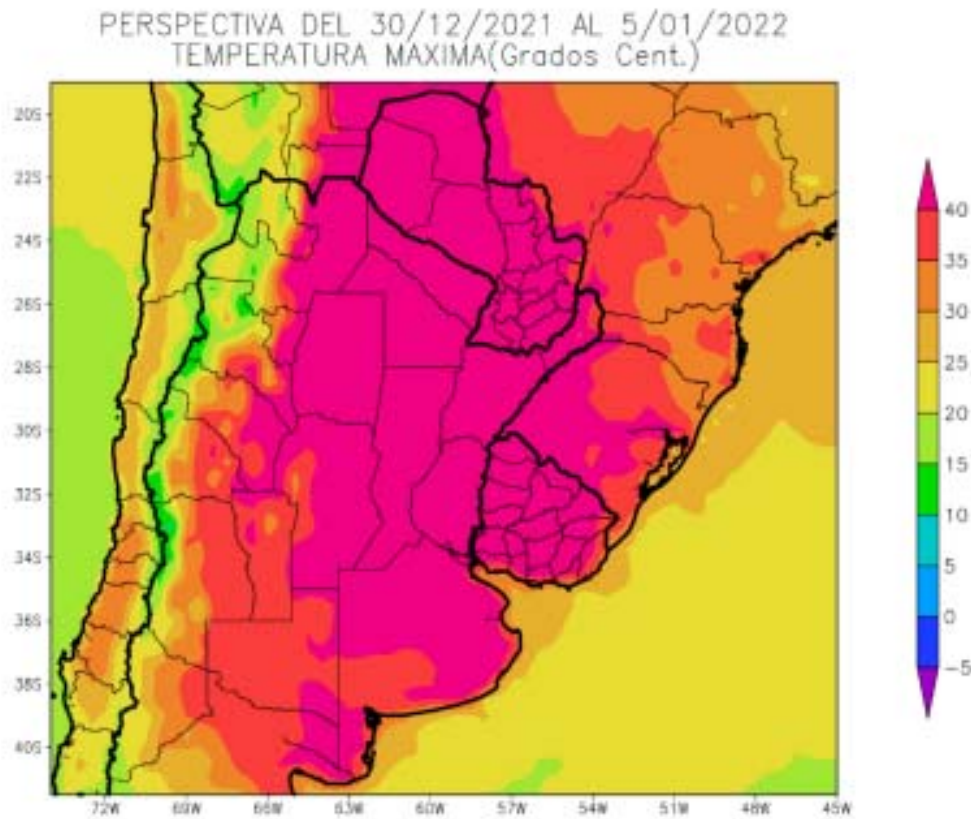 PERSPECTIVA DEL 30/12/2021 AL 5/01/2022
TEMPERATURA MAXIMA(Grados Cent.)
20S
22S
24S
26S
28S
30S
32S
34S
36S
38S
40S
72W 69W 66W 63W 60W 57W 54W 51W 48W 45W
40
35
30
25
20
15
10
5
0
−5